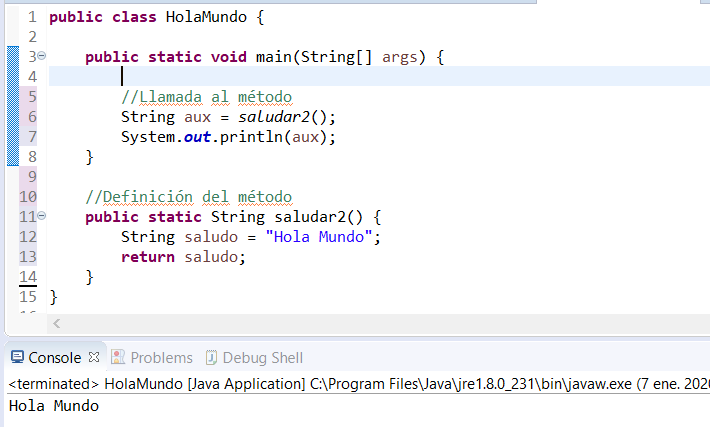 1 public class HolaMundo {
2
3 public static void main(String[] args) {
4
5 //Llamada al método
6 String aux = saludar2();
7 System.out.println(aux);
8 }
9
10 //Definición del método
11 public static String saludar2() {
12 String saludo = "Hola Mundo";
13 return saludo;
14 }
15 }
Console Problems Debug Shell
<terminated> HolaMundo [Java Application] C:\Program Files\Java\jre1.8.0_231\bin\javaw.exe (7 ene. 2020
Hola Mundo